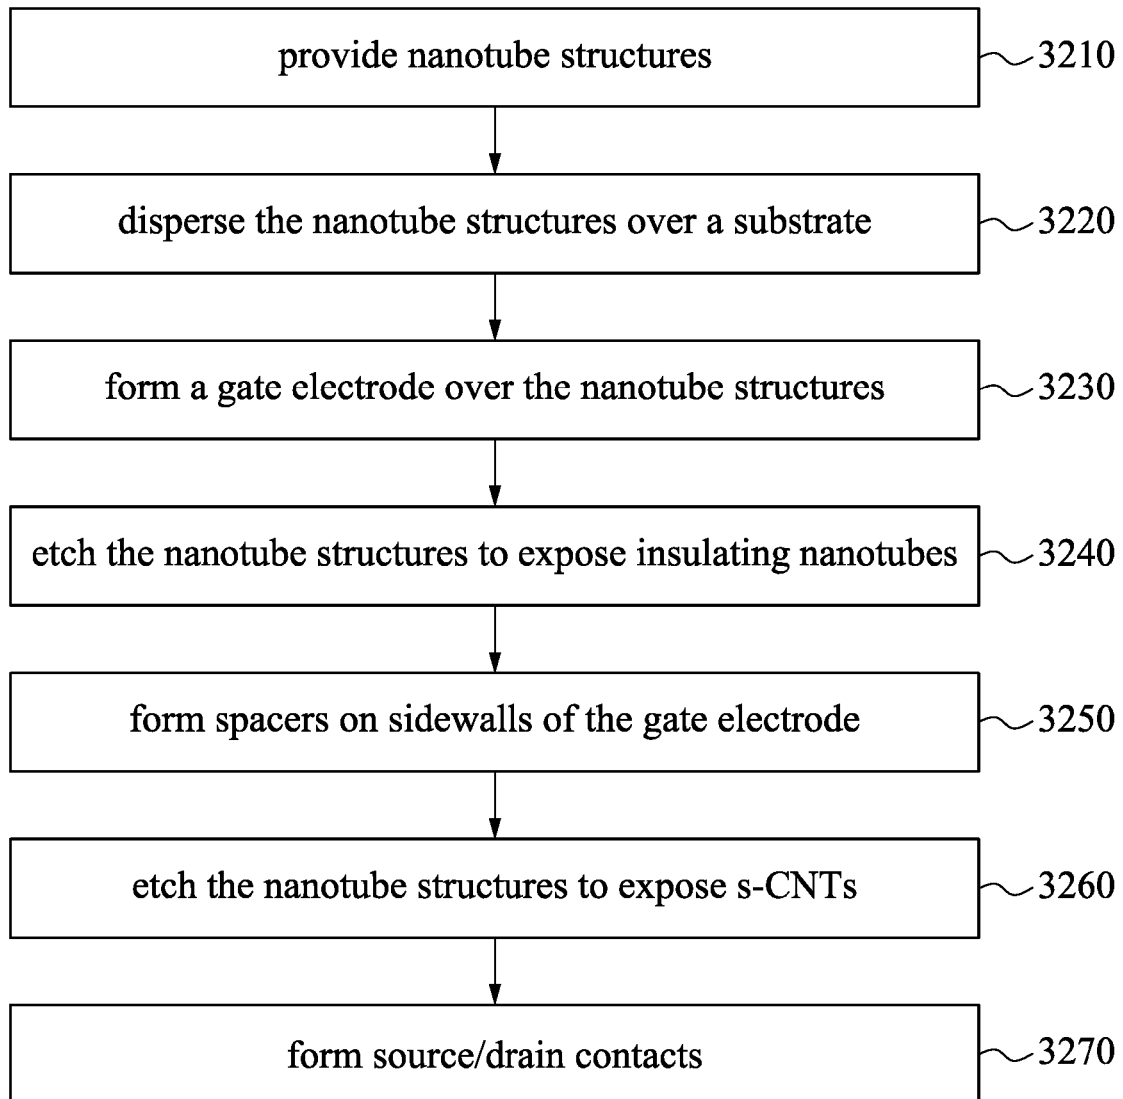 provide nanotube structures 3210
disperse the nanotube structures over a substrate 3220
form a gate electrode over the nanotube structures 3230
etch the nanotube structures to expose insulating nanotubes 3240
form spacers on sidewalls of the gate electrode 3250
etch the nanotube structures to expose s-CNTs 3260
form source/drain contacts 3270